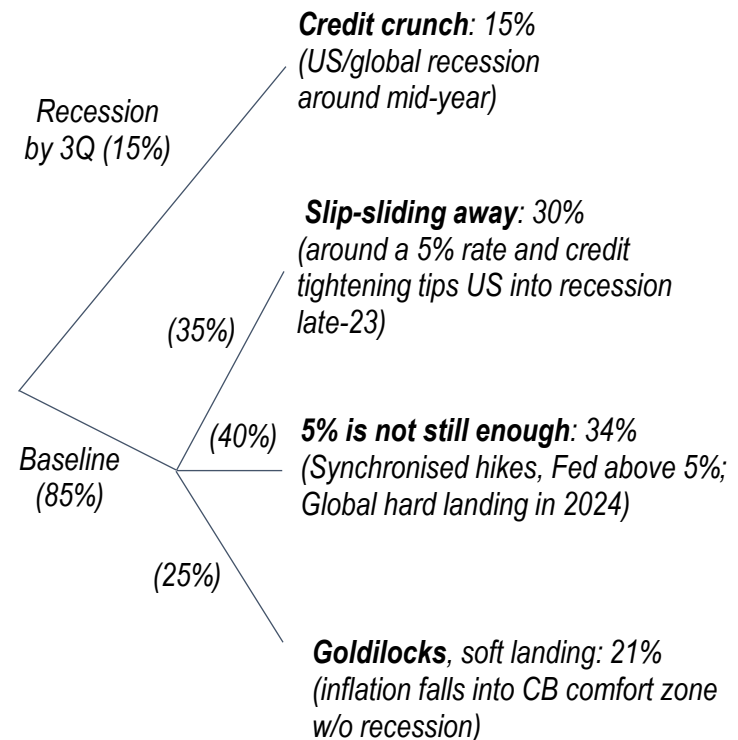 Credit crunch: 15%
(US/global recession
around mid-year)
Recession
by 3Q (15%)
Slip-sliding away: 30%
(around a 5% rate and credit
tightening tips US into recession
late-23)
(35%)
(40%)
5% is not still enough: 34%
(Synchronised hikes, Fed above 5%;
Global hard landing in 2024)
Baseline
(85%)
(25%)
Goldilocks, soft landing: 21%
(inflation falls into CB comfort zone
w/o recession)